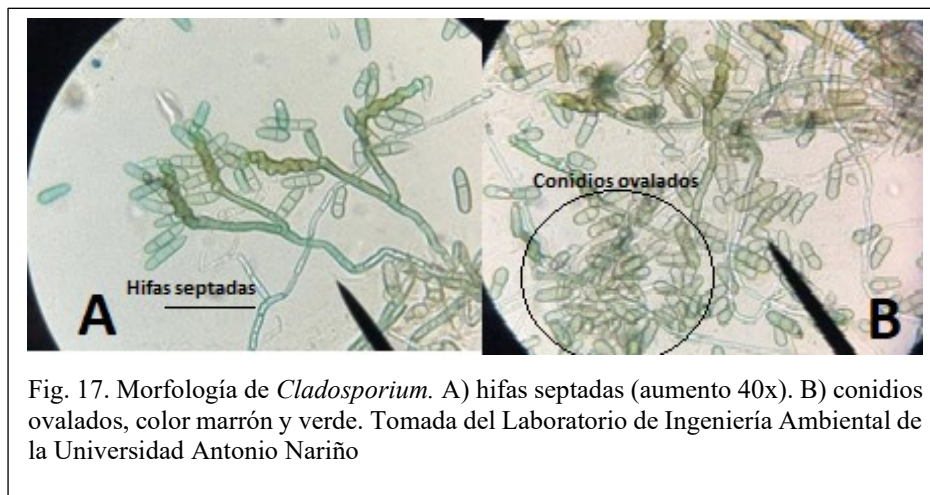 Hifas septadas
A
Conidios ovalados
B
Fig. 17. Morfología de Cladosporium. A) hifas septadas (aumento 40x). B) conidios
ovalados, color marrón y verde. Tomada del Laboratorio de Ingeniería Ambiental de
la Universidad Antonio Nariño